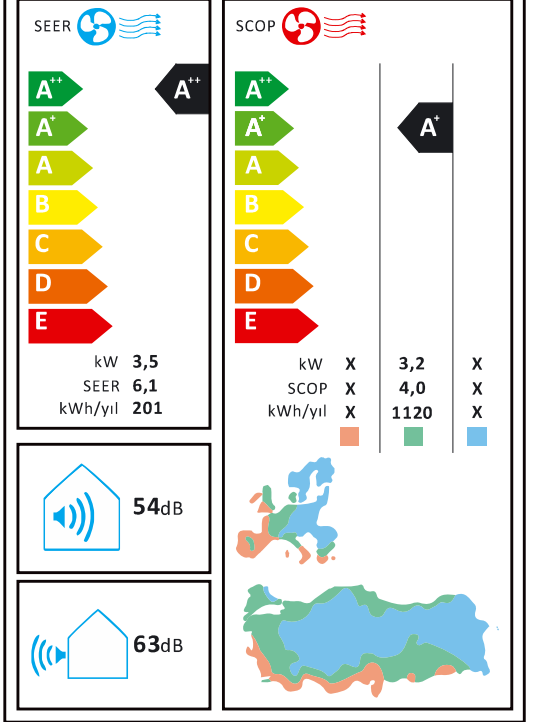 SEER
A++ A++
A+
A
B
C
D
E
kW 3,5
SEER 6,1
kWh/yıl 201
54dB
63dB
SCOP
A++
A+ A+
A
B
C
D
E
kW X 3,2 X
SCOP X 4,0 X
kWh/yıl X 1120 X